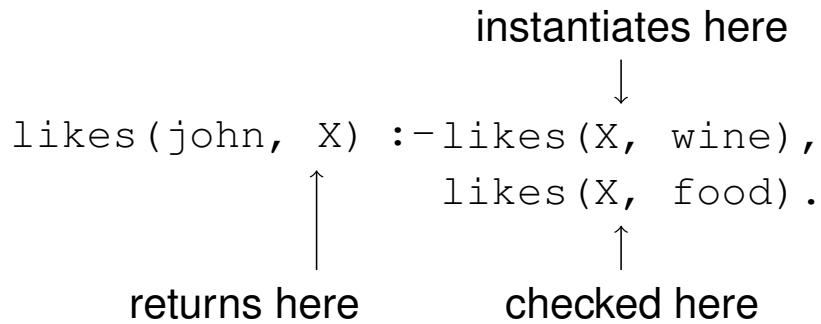 instantiates here
likes(john, X) :-likes(X, wine),
likes(X, food).
returns here checked here